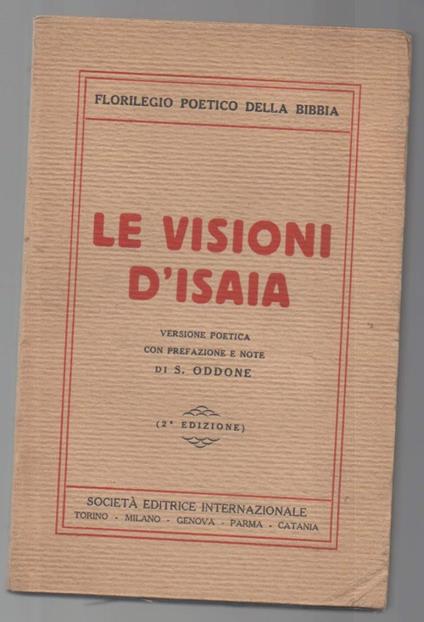 FLORILEGIO POETICO DELLA BIBBIA
LE VISIONI
D'ISAIA
VERSIONE POETICA
CON PREFAZIONE E NOTE
DI S. ODDONE
(2ª EDIZIONE)
SOCIETÀ EDITRICE INTERNAZIONALE
TORINO - MILANO - GENOVA - PARMA - CATANIA